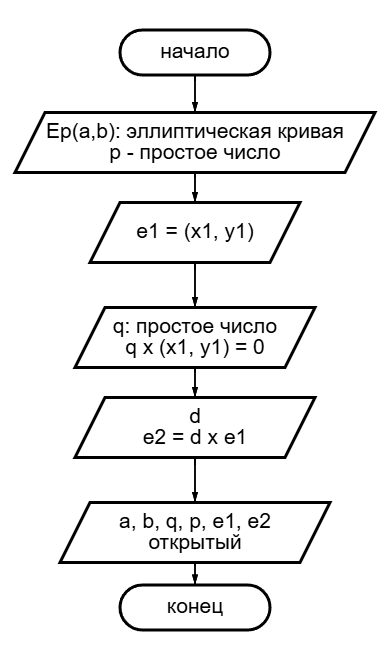 начало
Ep(a,b): эллиптическая кривая
p - простое число
e1 = (x1, y1)
q: простое число
q x (x1, y1) = 0
d
e2 = d x e1
a, b, q, p, e1, e2
открытый
конец